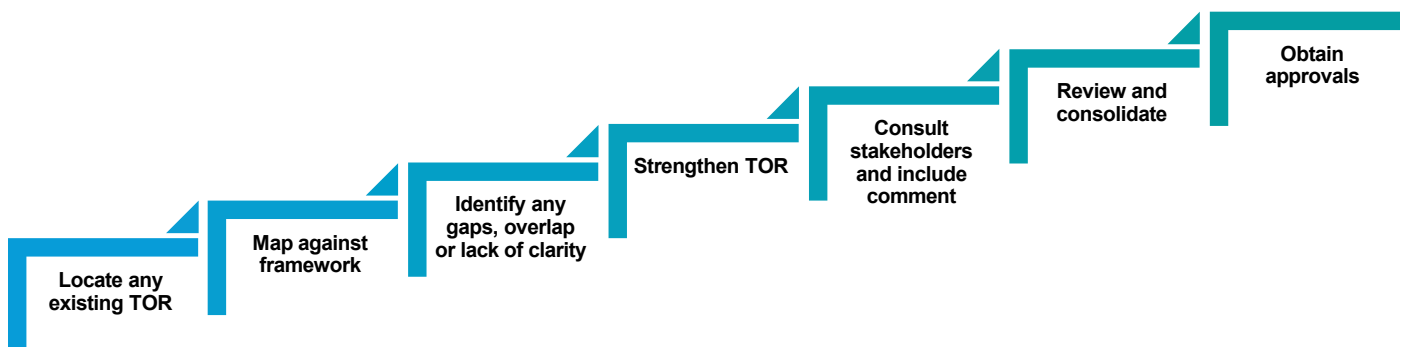 Locate any
existing TOR
Map against
framework
Identify any
gaps, overlap
or lack of clarity
Strengthen TOR
Consult
stakeholders
and include
comment
Review and
consolidate
Obtain
approvals